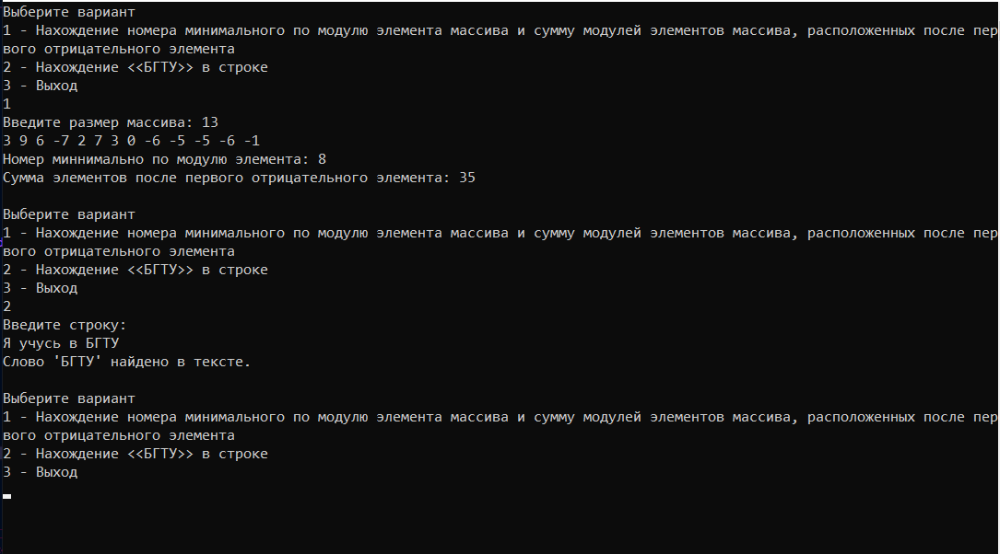 Выберите вариант
1 - Нахождение номера минимального по модулю элемента массива и сумму модулей элементов массива, расположенных после пер
вого отрицательного элемента
2 - Нахождение <<БГТУ>> в строке
3 - Выход
1
Введите размер массива: 13
3 9 6 -7 2 7 3 0 -6 -5 -5 -6 -1
Номер миннимально по модулю элемента: 8
Сумма элементов после первого отрицательного элемента: 35

Выберите вариант
1 - Нахождение номера минимального по модулю элемента массива и сумму модулей элементов массива, расположенных после пер
вого отрицательного элемента
2 - Нахождение <<БГТУ>> в строке
3 - Выход
2
Введите строку:
Я учусь в БГТУ
Слово 'БГТУ' найдено в тексте.

Выберите вариант
1 - Нахождение номера минимального по модулю элемента массива и сумму модулей элементов массива, расположенных после пер
вого отрицательного элемента
2 - Нахождение <<БГТУ>> в строке
3 - Выход